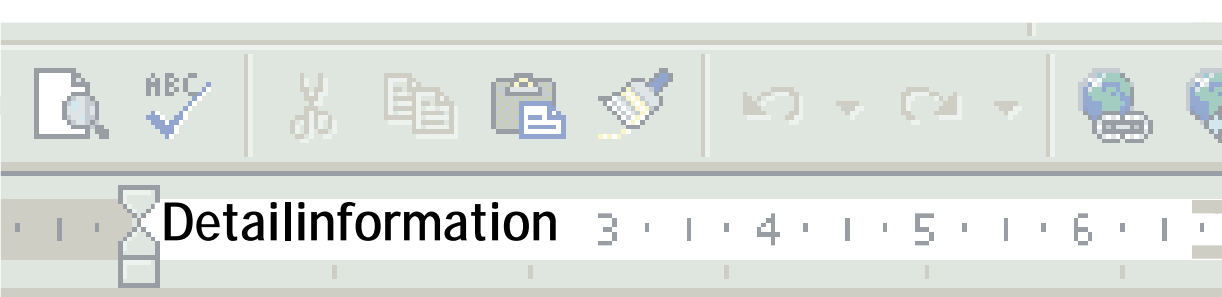 ABC
Detailinformation 3 · ı · 4 · ı · 5 · ı · 6 · ı ·